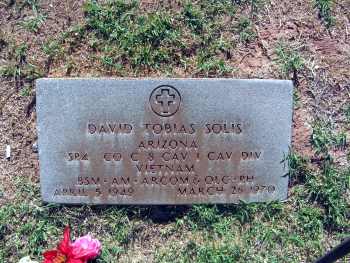 DAVID TOBIAS SOLIS
ARIZONA
SP4 CO C 8 CAV 1 CAV DIV
VIETNAM
BSM-AM-ARCOM & OLC-PH
APRIL 5 1949 MARCH 26 1970